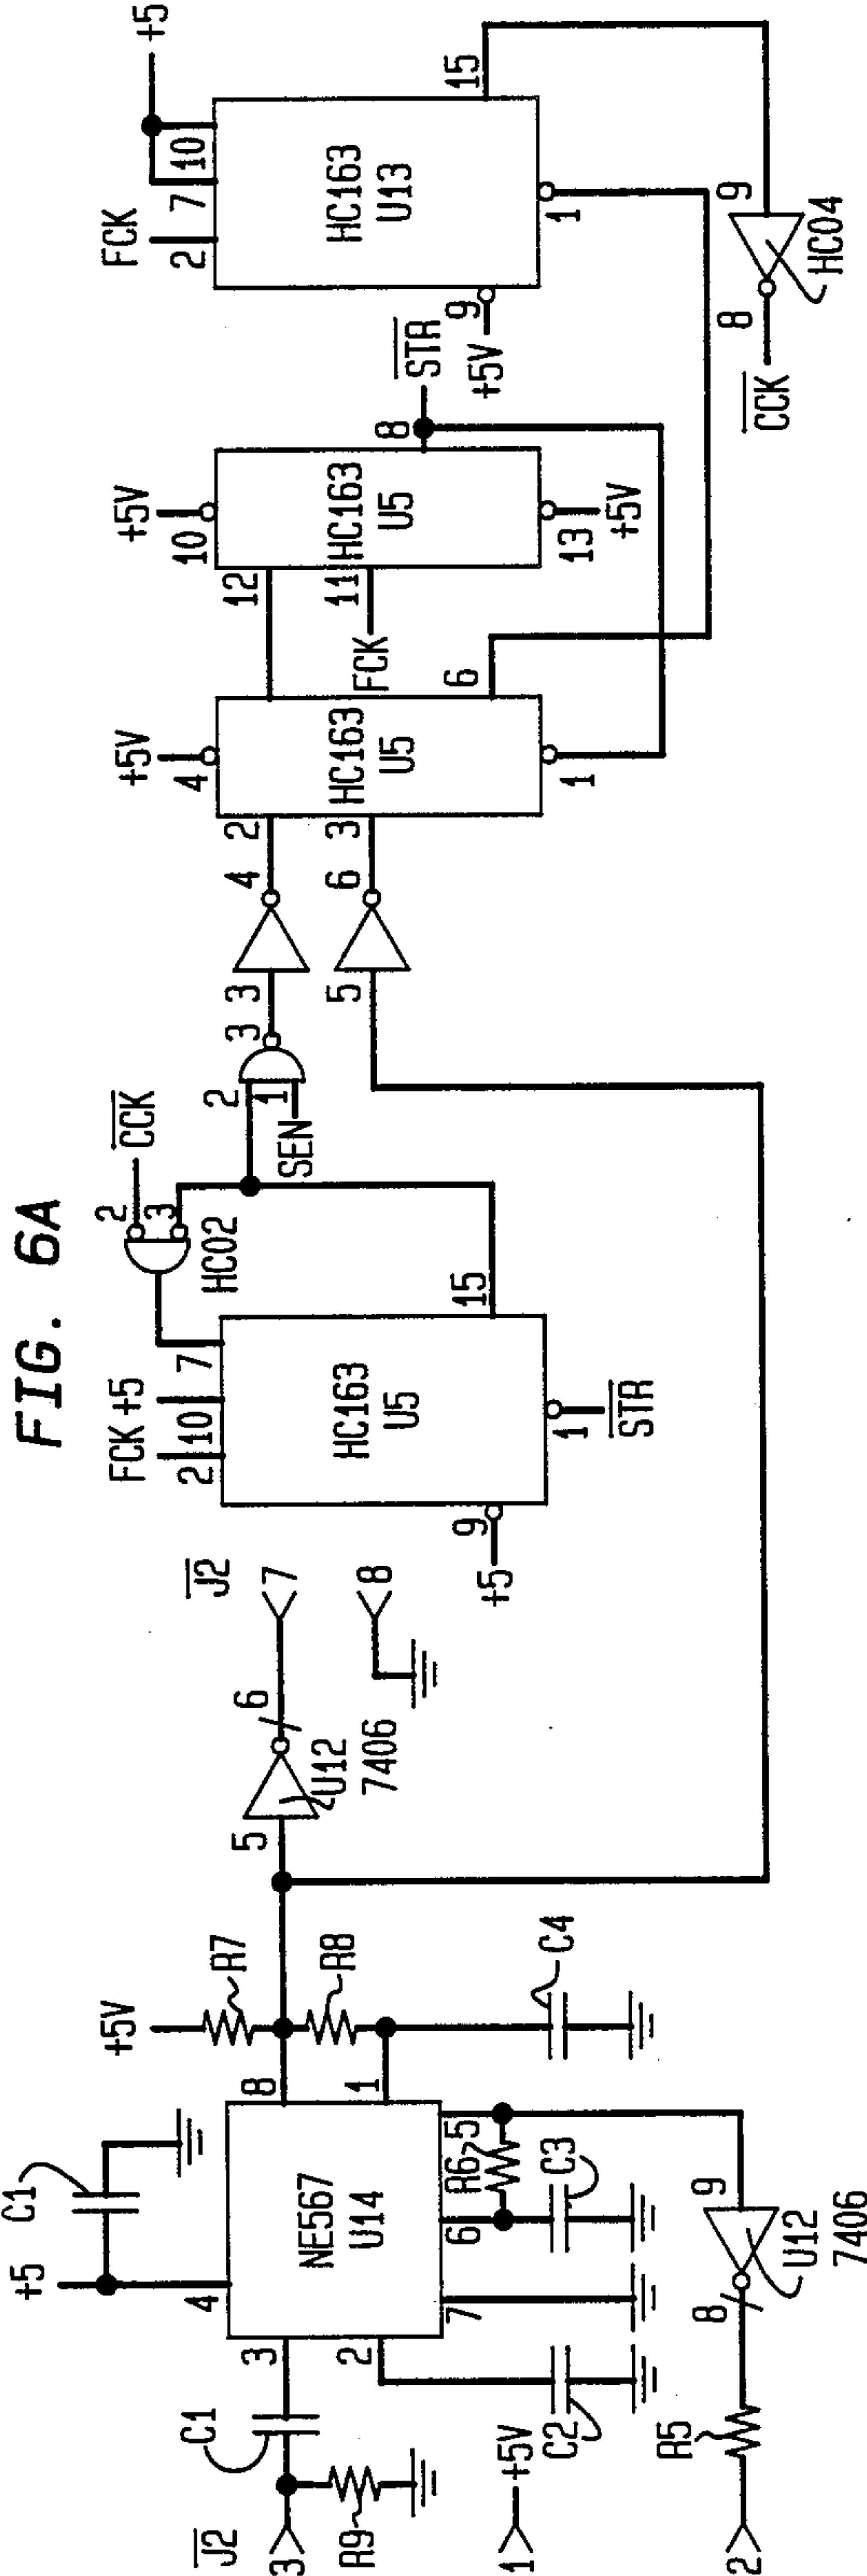 FIG. 6A
+5
C1
4
3
C1
J2
3
R9
NE567
U14
2
7
6
5
8
1
+5V
R7
R8
C4
R6
C3
C2
1
+5V
2
R5
8
9
U12
7406
5
6
U12
7406
J2
7
8
FCK
+5
2
10
7
HC163
U5
9
+5
1
STR
15
HC02
2
3
CCK
2
1
SEN
3
3
4
5
6
2
3
+5V
4
HC163
U5
1
6
12
11
FCK
+5V
10
HC163
U5
13
+5V
8
STR
FCK
2
7
10
+5
HC163
U13
9
+5V
1
15
9
8
HC04
CCK